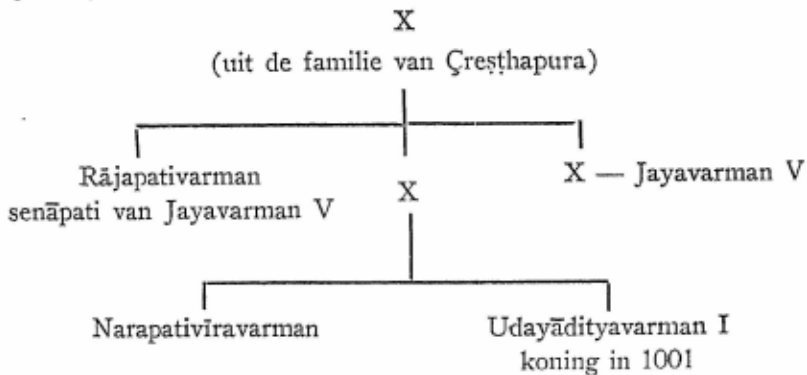 X
(uit de familie van Çreṣṭhapura)
Rājapativarman
senāpati van Jayavarman V
X
X — Jayavarman V
Narapativīravarman
Udayādityavarman I
koning in 1001